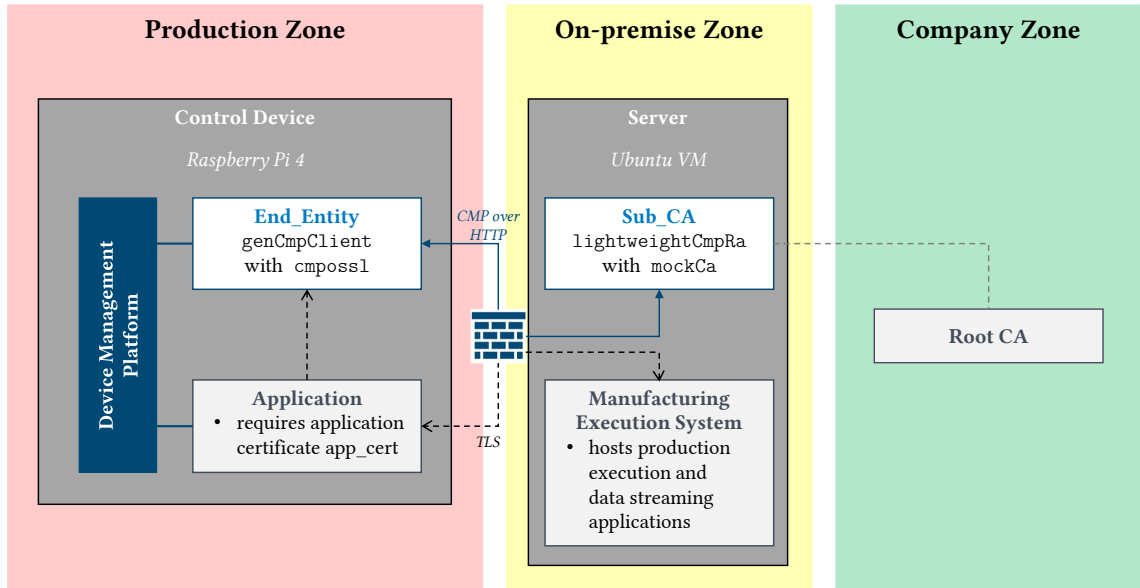 Production Zone
On-premise Zone
Company Zone
Control Device
Raspberry Pi 4
Server
Ubuntu VM
Device Management
Platform
End_Entity
genCmpClient
with cmpossl
CMP over
HTTP
Sub_CA
lightweightCmpRa
with mockCa
Root CA
Application
• requires application
certificate app_cert
TLS
Manufacturing
Execution System
• hosts production
execution and
data streaming
applications